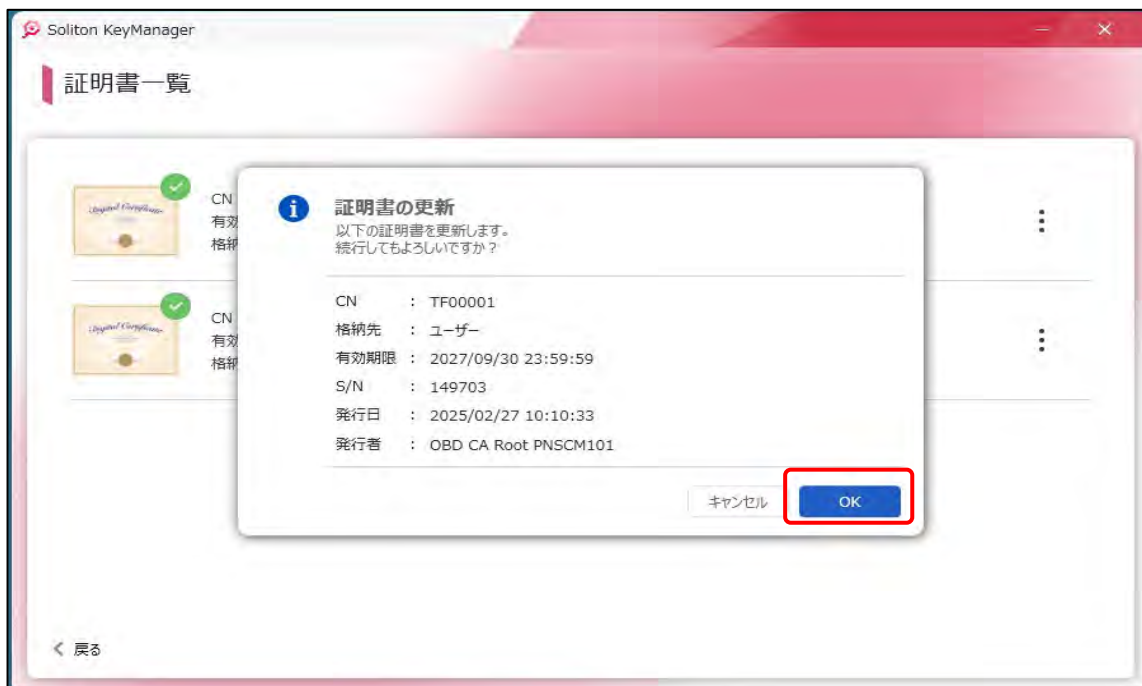 Soliton KeyManager
証明書一覧
CN
有効
格納
証明書の更新
以下の証明書を更新します。
続行してもよろしいですか？
CN : TF00001
格納先 : ユーザー
有効期限 : 2027/09/30 23:59:59
S/N : 149703
発行日 : 2025/02/27 10:10:33
発行者 : OBD CA Root PNSCM101
キャンセル OK
CN
有効
格納
戻る